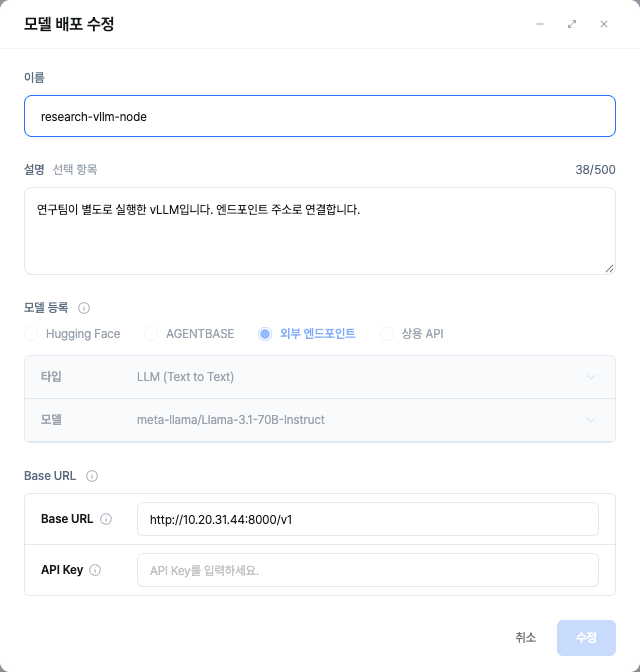 모델 배포 수정
이름
research-vllm-node
설명 선택 항목 38/500
연구팀이 별도로 실행한 vLLM입니다. 엔드포인트 주소로 연결합니다.
모델 등록
Hugging Face AGENTBASE 외부 엔드포인트 상용 API
타입 LLM (Text to Text)
모델 meta-llama/Llama-3.1-70B-Instruct
Base URL
Base URL http://10.20.31.44:8000/v1
API Key API Key를 입력하세요.
취소 수정